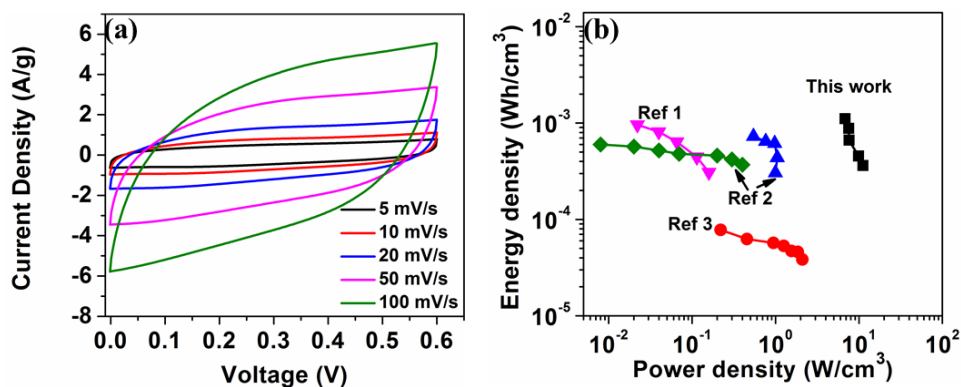 (a)
Current Density (A/g)
6
4
2
0
-2
-4
-6
-8
5 mV/s
10 mV/s
20 mV/s
50 mV/s
100 mV/s
0.0 0.1 0.2 0.3 0.4 0.5 0.6
Voltage (V)
(b)
Energy density (Wh/cm³)
10⁻²
10⁻³
10⁻⁴
10⁻⁵
This work
Ref 1
Ref 2
Ref 3
10⁻² 10⁻¹ 10⁰ 10¹ 10²
Power density (W/cm³)